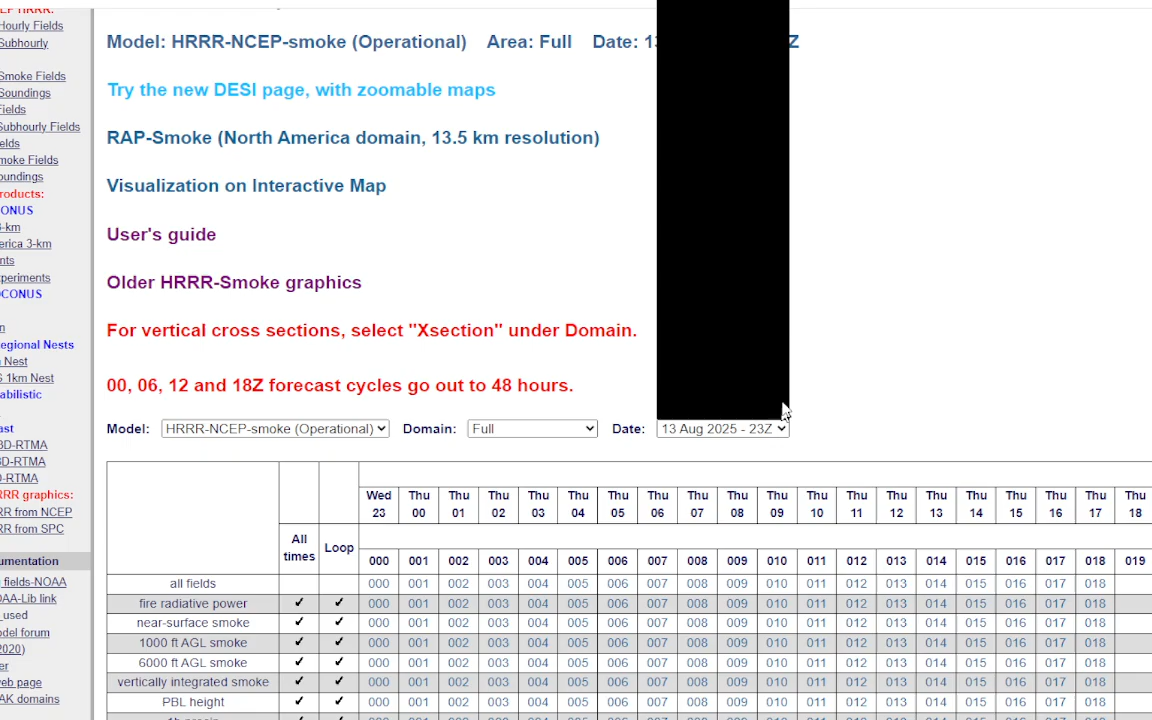 EP HRRR:
Hourly Fields
Subhourly
Smoke Fields
Soundings
Fields
Subhourly Fields
elds
moke Fields
oundings
roducts:
ONUS
3-km
erica 3-km
nts
xperiments
OCONUS
n
egional Nests
n Nest
S 1km Nest
abilistic
ast
3D-RTMA
3D-RTMA
D-RTMA
RRR graphics:
RR from NCEP
RR from SPC
umentation
fields-NOAA
OAA-Lib link
used
odel forum
2020)
er
web page
AK domains
Model: HRRR-NCEP-smoke (Operational) Area: Full Date: 13 Z
Try the new DESI page, with zoomable maps
RAP-Smoke (North America domain, 13.5 km resolution)
Visualization on Interactive Map
User's guide
Older HRRR-Smoke graphics
For vertical cross sections, select "Xsection" under Domain.
00, 06, 12 and 18Z forecast cycles go out to 48 hours.
Model: HRRR-NCEP-smoke (Operational) Domain: Full Date: 13 Aug 2025 - 23Z
Wed Thu Thu Thu Thu Thu Thu Thu Thu Thu Thu Thu Thu Thu Thu Thu Thu Thu Thu Thu
23 00 01 02 03 04 05 06 07 08 09 10 11 12 13 14 15 16 17 18
All times Loop 000 001 002 003 004 005 006 007 008 009 010 011 012 013 014 015 016 017 018 019
all fields 000 001 002 003 004 005 006 007 008 009 010 011 012 013 014 015 016 017 018
fire radiative power ✓ ✓ 000 001 002 003 004 005 006 007 008 009 010 011 012 013 014 015 016 017 018
near-surface smoke ✓ ✓ 000 001 002 003 004 005 006 007 008 009 010 011 012 013 014 015 016 017 018
1000 ft AGL smoke ✓ ✓ 000 001 002 003 004 005 006 007 008 009 010 011 012 013 014 015 016 017 018
6000 ft AGL smoke ✓ ✓ 000 001 002 003 004 005 006 007 008 009 010 011 012 013 014 015 016 017 018
vertically integrated smoke ✓ ✓ 000 001 002 003 004 005 006 007 008 009 010 011 012 013 014 015 016 017 018
PBL height ✓ ✓ 000 001 002 003 004 005 006 007 008 009 010 011 012 013 014 015 016 017 018